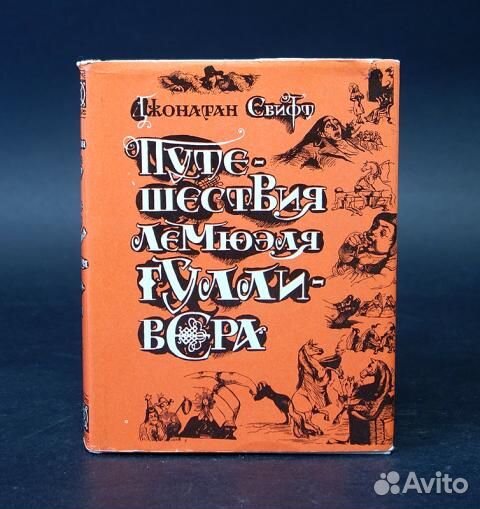 Джонатан Свифт
Путе-
шествия
Лемюэля
Гулли-
вера
Avito